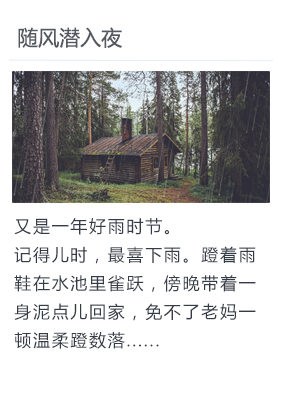 随风潜入夜
又是一年好雨时节。
记得儿时，最喜下雨。蹬着雨
鞋在水池里雀跃，傍晚带着一
身泥点儿回家，免不了老妈一
顿温柔蹬数落……